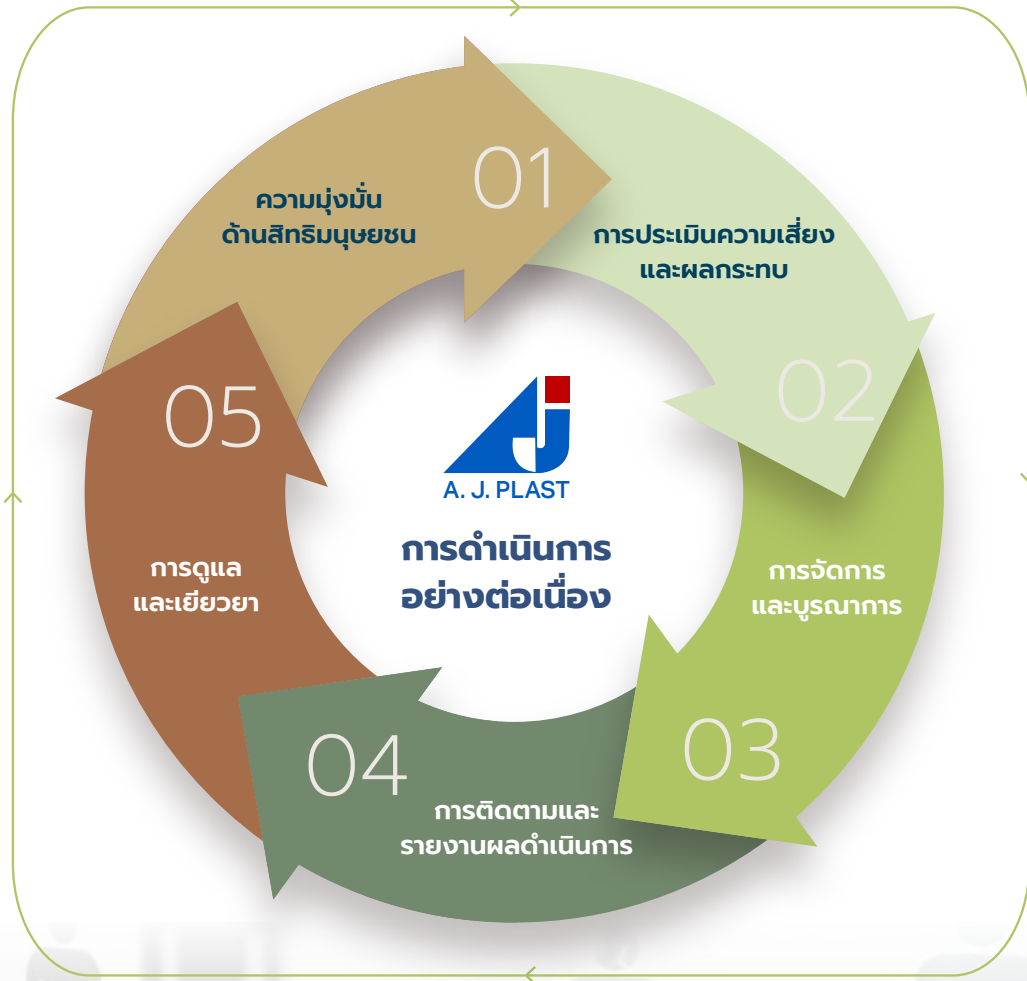 01
ความมุ่งมั่น
ด้านสิทธิมนุษยชน
การประเมินความเสี่ยง
และผลกระทบ
02
การจัดการ
และบูรณาการ
03
04
การติดตามและ
รายงานผลดำเนินการ
05
การดูแล
และเยียวยา
A. J. PLAST
การดำเนินการ
อย่างต่อเนื่อง